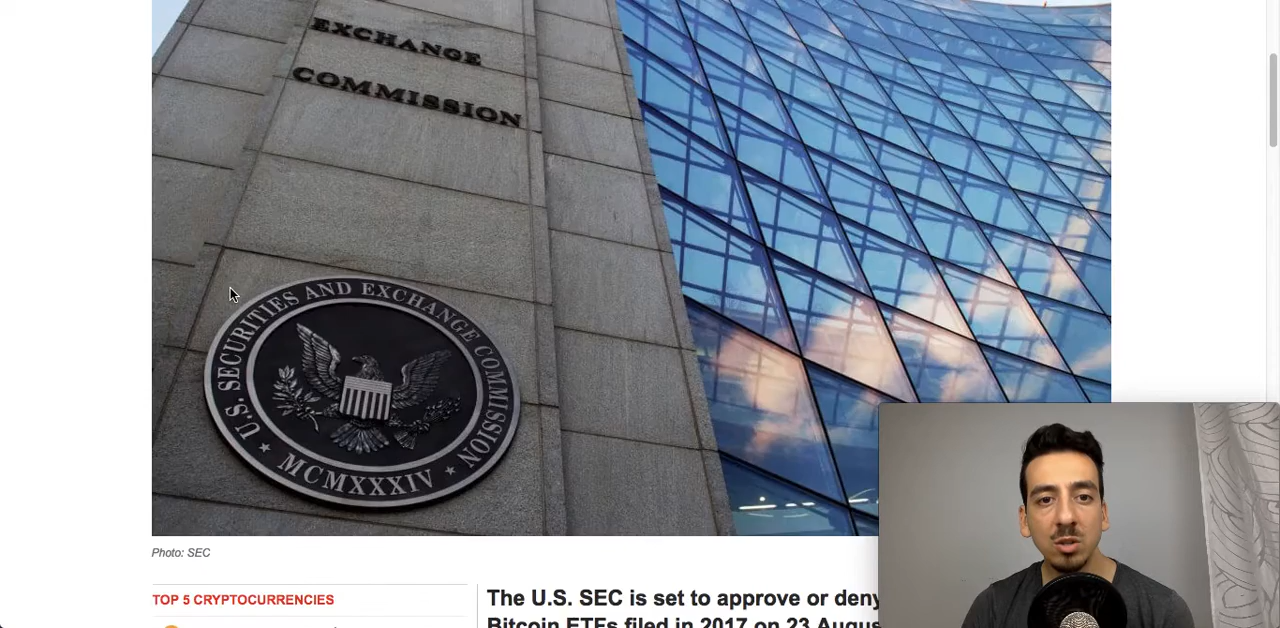 EXCHANGE
COMMISSION
U.S. SECURITIES AND EXCHANGE COMMISSION
MCMXXXIV
Photo: SEC
TOP 5 CRYPTOCURRENCIES
The U.S. SEC is set to approve or deny
Bitcoin ETFs filed in 2017 on 23